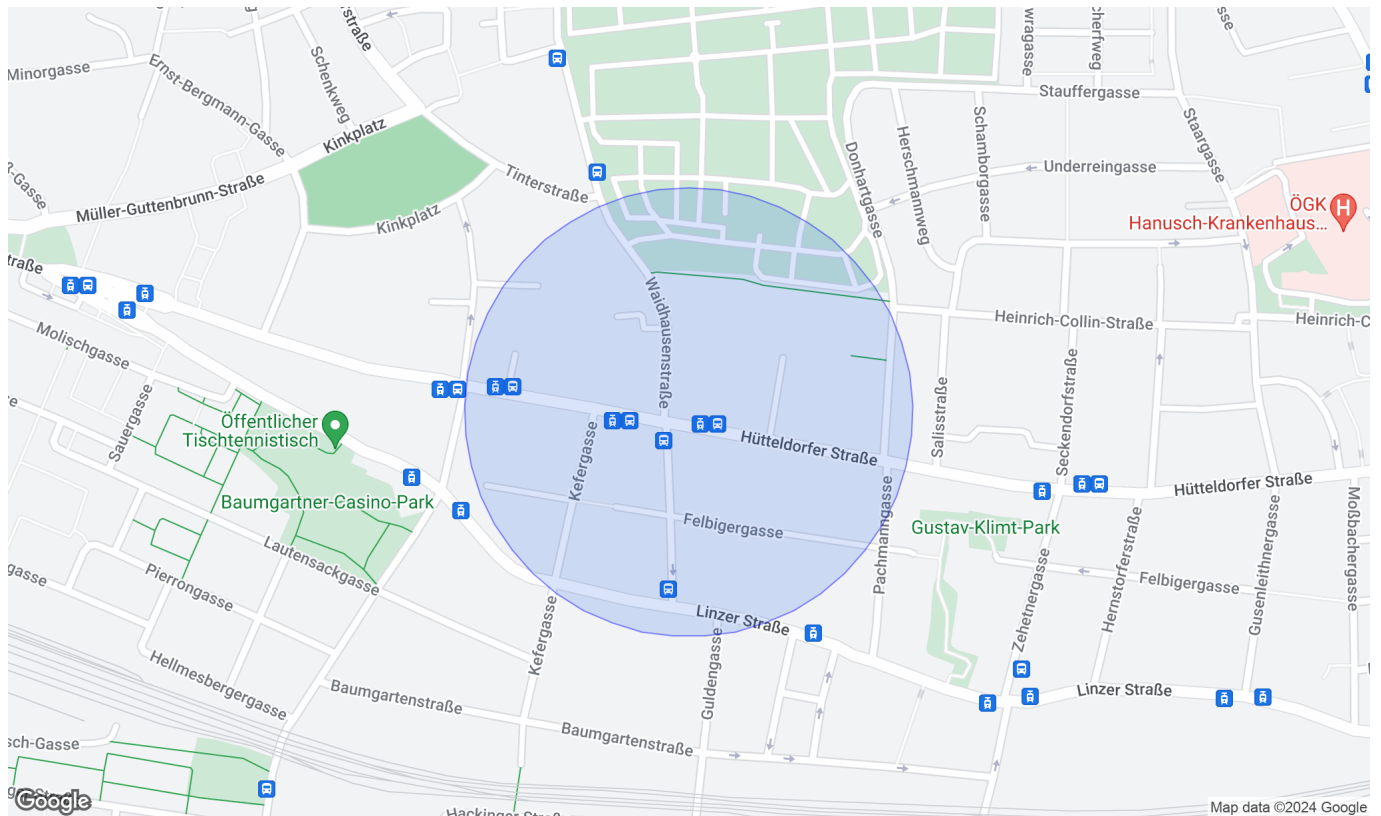 Minorgasse
Ernst-Bergmann-Gasse
Schenkweg
Kinkplatz
Müller-Guttenbrunn-Straße
Kinkplatz
Tinterstraße
Stauffergasse
Underreingasse
Herschmannweg
Schamborgasse
Staargasse
Donhartgasse
ÖGK
Hanusch-Krankenhaus...
Waidhausenstraße
Heinrich-Collin-Straße
Heinrich-C
Molischgasse
Sauergasse
Öffentlicher
Tischtennistisch
Baumgartner-Casino-Park
Kefergasse
Hütteldorfer Straße
Salisstraße
Seckendorfstraße
Hütteldorfer Straße
Felbigergasse
Pachmanngasse
Gustav-Klimt-Park
Felbigergasse
Zehetnergasse
Hernstorferstraße
Gusenleithnergasse
Moßbachergasse
Lautensackgasse
Pierrongasse
Hellmesbergergasse
Kefergasse
Linzer Straße
Guldengasse
Linzer Straße
Baumgartenstraße
Baumgartenstraße
sch-Gasse
Hackinger Straße
Google
Map data ©2024 Google